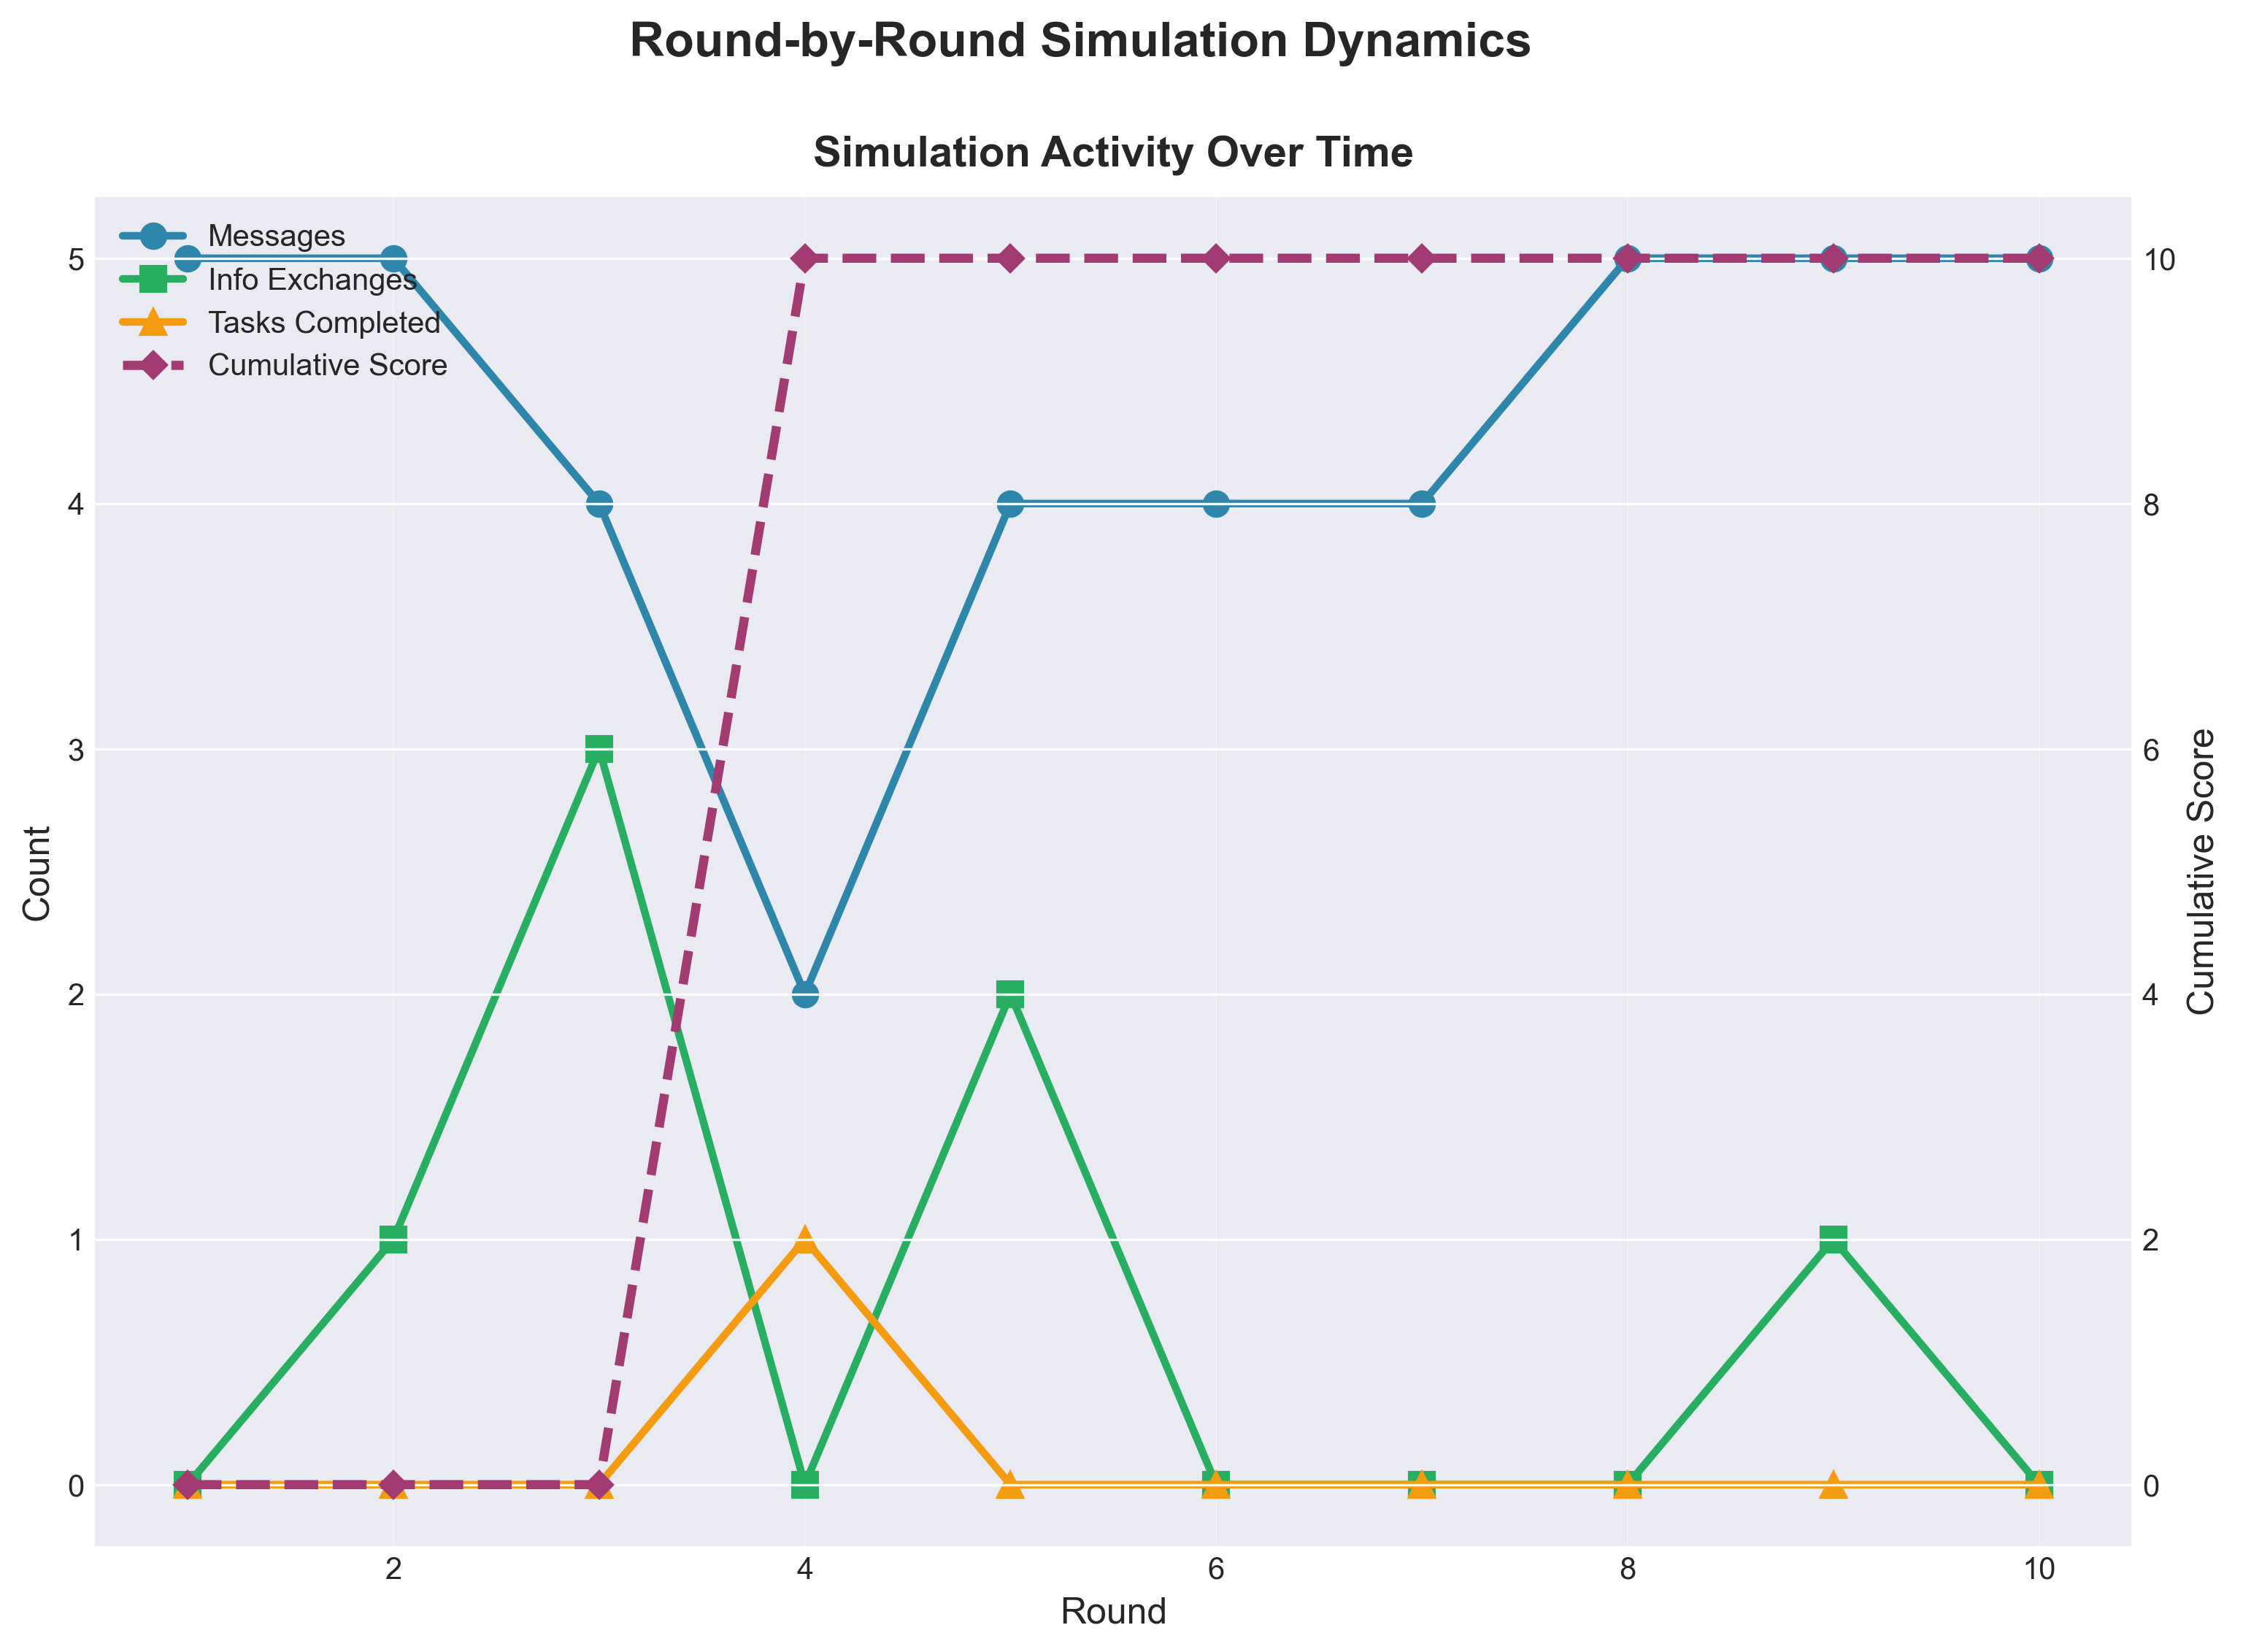 Round-by-Round Simulation Dynamics
Simulation Activity Over Time
Messages
Info Exchanges
Tasks Completed
Cumulative Score
5
4
3
2
1
0
Count
10
8
6
4
2
0
Cumulative Score
2
4
6
8
10
Round